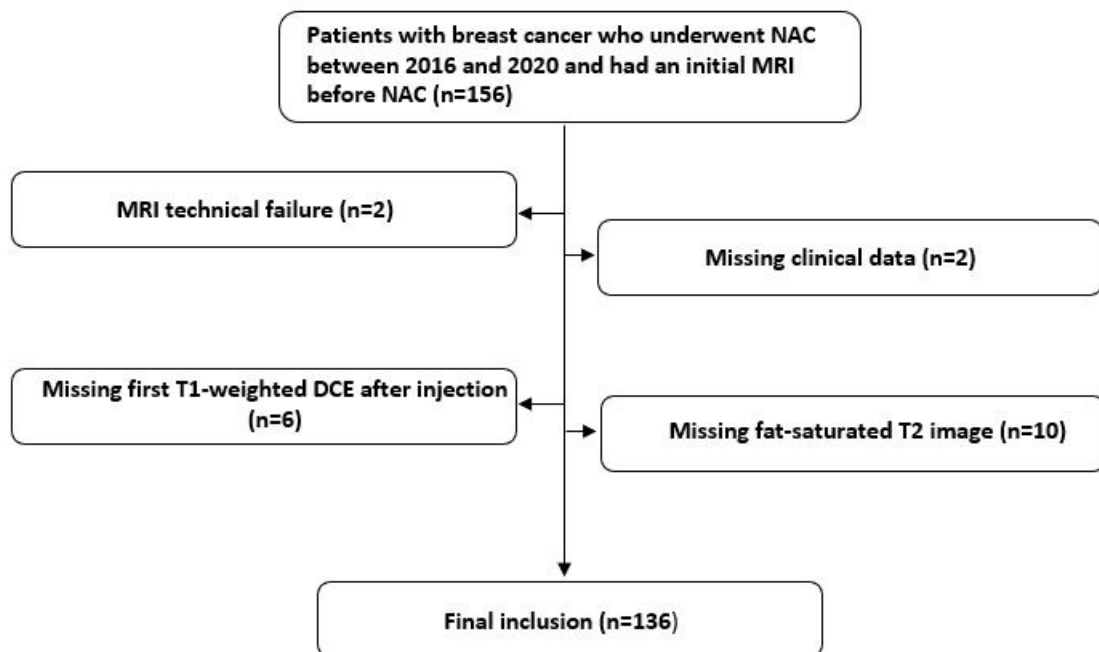 Patients with breast cancer who underwent NAC
between 2016 and 2020 and had an initial MRI
before NAC (n=156)
MRI technical failure (n=2)
Missing clinical data (n=2)
Missing first T1-weighted DCE after injection
(n=6)
Missing fat-saturated T2 image (n=10)
Final inclusion (n=136)